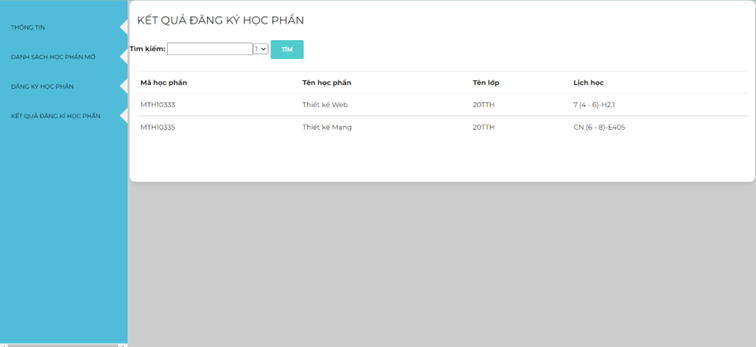 THÔNG TIN
DANH SÁCH HỌC PHẦN MỞ
ĐĂNG KÝ HỌC PHẦN
KẾT QUẢ ĐĂNG KÍ HỌC PHẦN
KẾT QUẢ ĐĂNG KÝ HỌC PHẦN
Tìm kiếm: 1 TÌM
Mã học phần Tên học phần Tên lớp Lịch học
MTH10333 Thiết kế Web 20TTH 7 (4 - 6)-H2.1
MTH10335 Thiết kế Mạng 20TTH CN (6 - 8)-E405